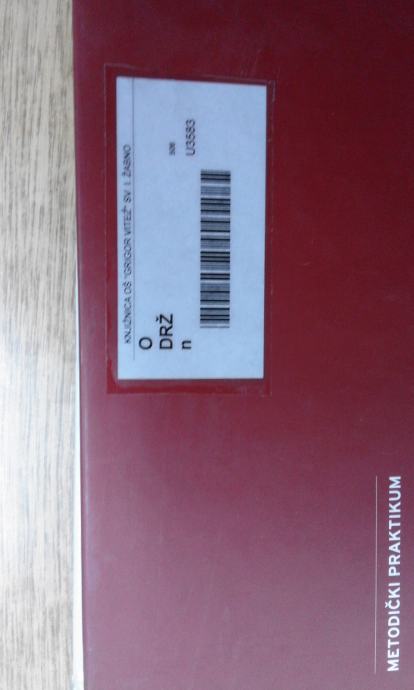 KNJIŽNICA OŠ "GRIGOR VITEZ" SV. I. ŽABNO
O
DRŽ
n
U3583
METODIČKI PRAKTIKUM